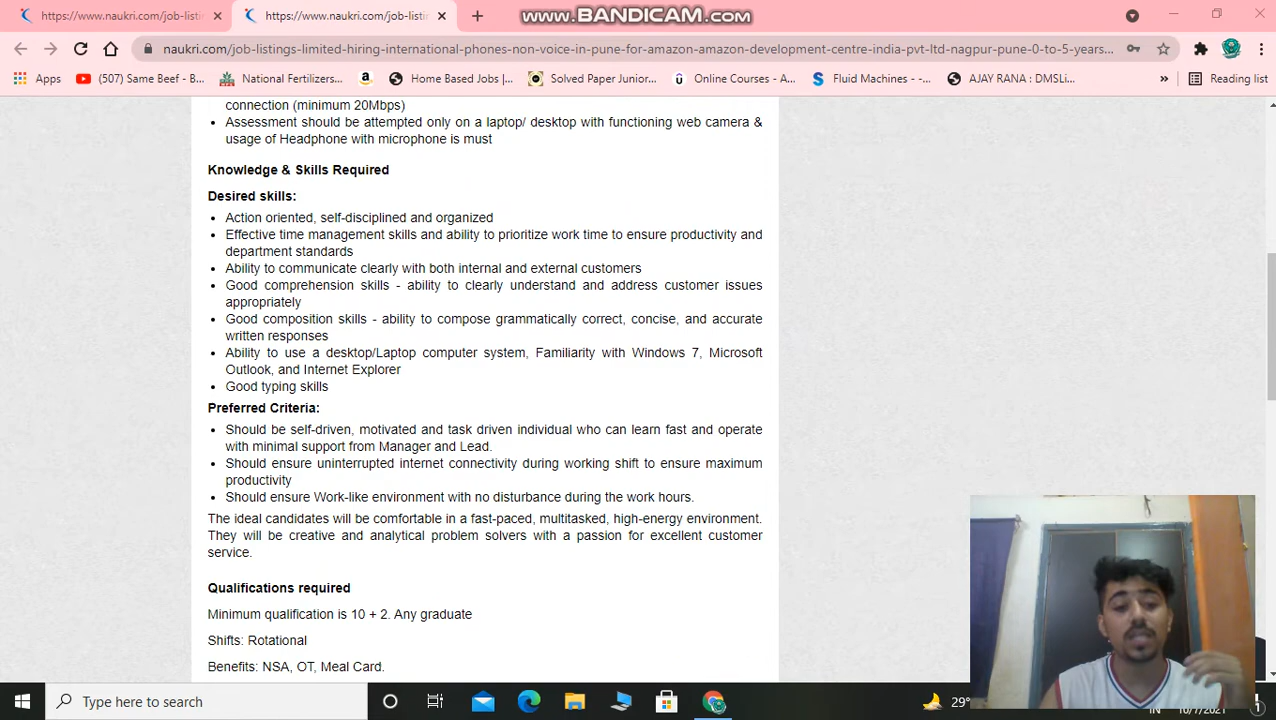 https://www.naukri.com/job-listi
https://www.naukri.com/job-listin
www.BANDICAM.com
naukri.com/job-listings-limited-hiring-international-phones-non-voice-in-pune-for-amazon-amazon-development-centre-india-pvt-ltd-nagpur-pune-0-to-5-years...
Apps
(507) Same Beef - B...
National Fertilizers...
Home Based Jobs |...
Solved Paper Junior...
Online Courses - A...
Fluid Machines - -...
AJAY RANA : DMSLi...
»
Reading list
connection (minimum 20Mbps)
• Assessment should be attempted only on a laptop/ desktop with functioning web camera &
usage of Headphone with microphone is must
Knowledge & Skills Required
Desired skills:
• Action oriented, self-disciplined and organized
• Effective time management skills and ability to prioritize work time to ensure productivity and
department standards
• Ability to communicate clearly with both internal and external customers
• Good comprehension skills - ability to clearly understand and address customer issues
appropriately
• Good composition skills - ability to compose grammatically correct, concise, and accurate
written responses
• Ability to use a desktop/Laptop computer system, Familiarity with Windows 7, Microsoft
Outlook, and Internet Explorer
• Good typing skills
Preferred Criteria:
• Should be self-driven, motivated and task driven individual who can learn fast and operate
with minimal support from Manager and Lead.
• Should ensure uninterrupted internet connectivity during working shift to ensure maximum
productivity
• Should ensure Work-like environment with no disturbance during the work hours.
The ideal candidates will be comfortable in a fast-paced, multitasked, high-energy environment.
They will be creative and analytical problem solvers with a passion for excellent customer
service.
Qualifications required
Minimum qualification is 10 + 2. Any graduate
Shifts: Rotational
Benefits: NSA, OT, Meal Card.
Type here to search
29°
IN
10/7/2021